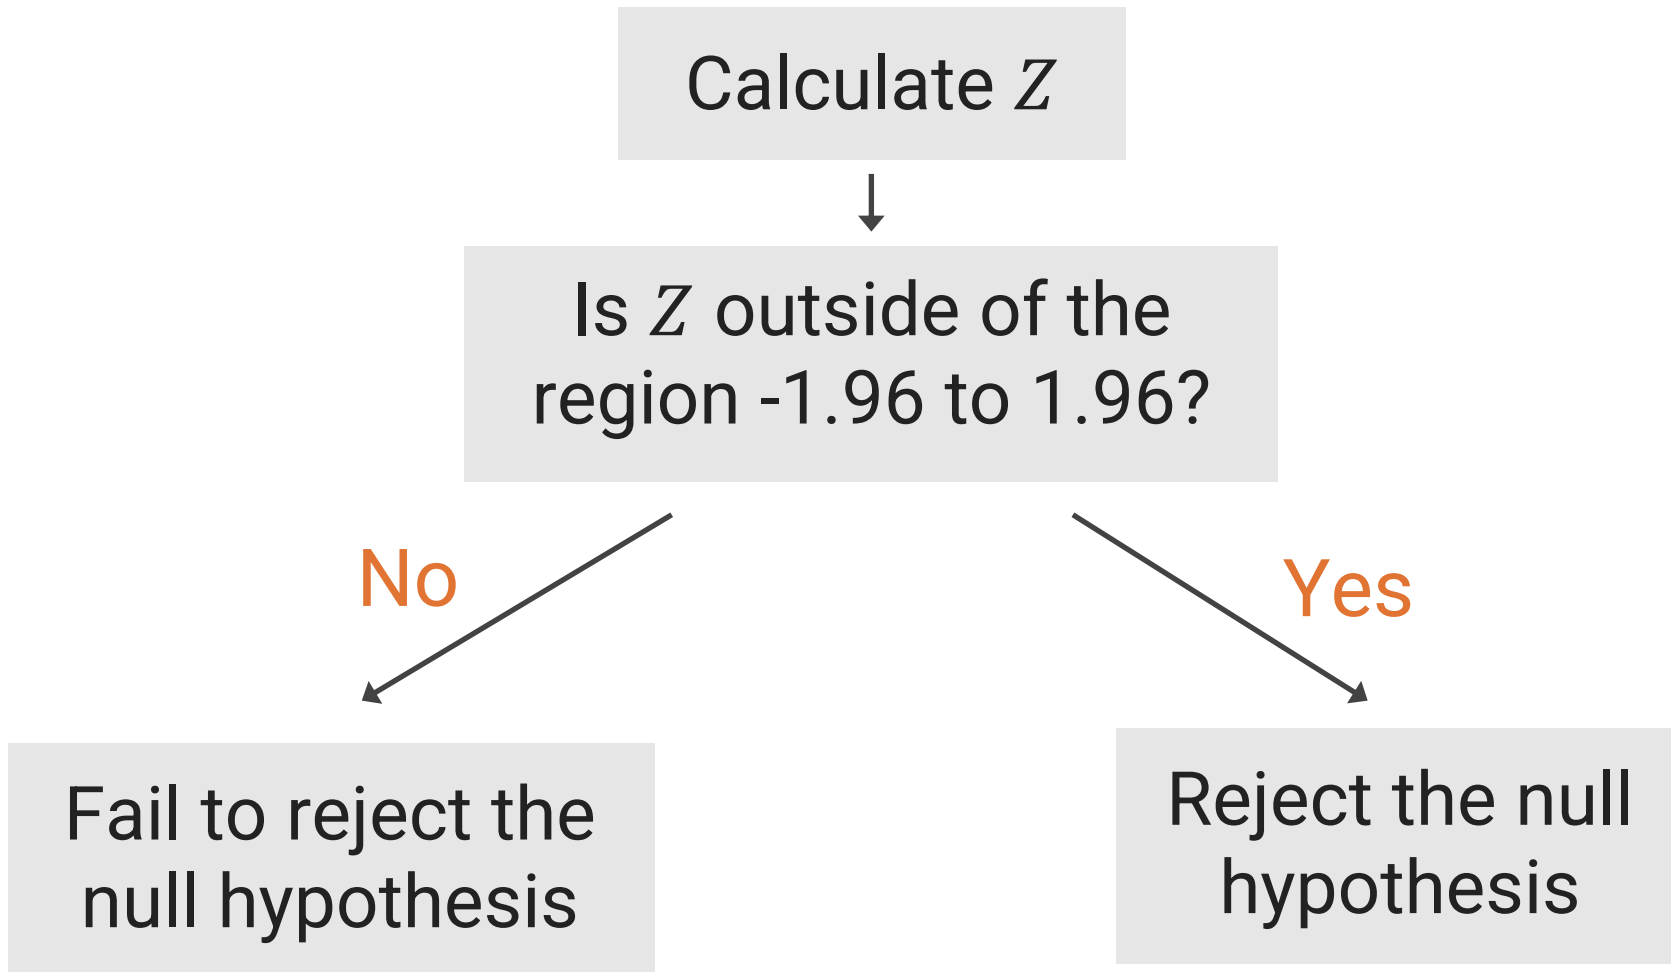 Calculate Z
Is Z outside of the
region -1.96 to 1.96?
No
Yes
Fail to reject the
null hypothesis
Reject the null
hypothesis